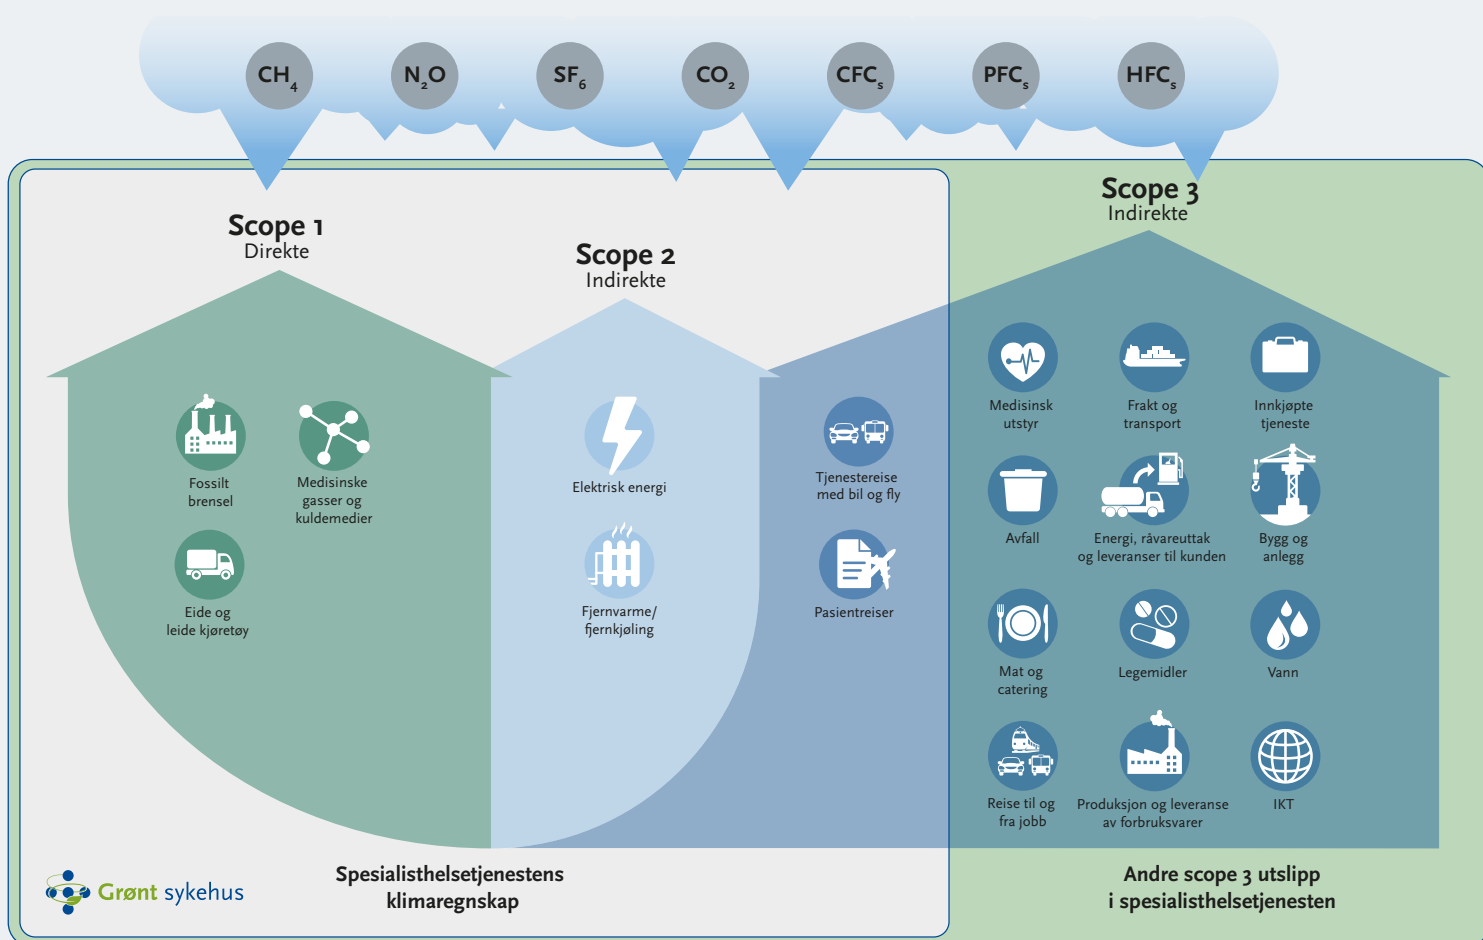 CH₄
N₂O
SF₆
CO₂
CFCₛ
PFCₛ
HFCₛ
Scope 1
Direkte
Fossilt
brensel
Medisinske
gasser og
kuldemedier
Eide og
leide kjøretøy
Scope 2
Indirekte
Elektrisk energi
Fjernvarme/
fjernkjøling
Scope 3
Indirekte
Tjenestereise
med bil og fly
Pasientreiser
Medisinsk
utstyr
Frakt og
transport
Innkjøpte
tjeneste
Avfall
Energi, råvareuttak
og leveranser til kunden
Bygg og
anlegg
Mat og
catering
Legemidler
Vann
Reise til og
fra jobb
Produksjon og leveranse
av forbruksvarer
IKT
Grønt sykehus
Spesialisthelsetjenestens
klimaregnskap
Andre scope 3 utslipp
i spesialisthelsetjenesten